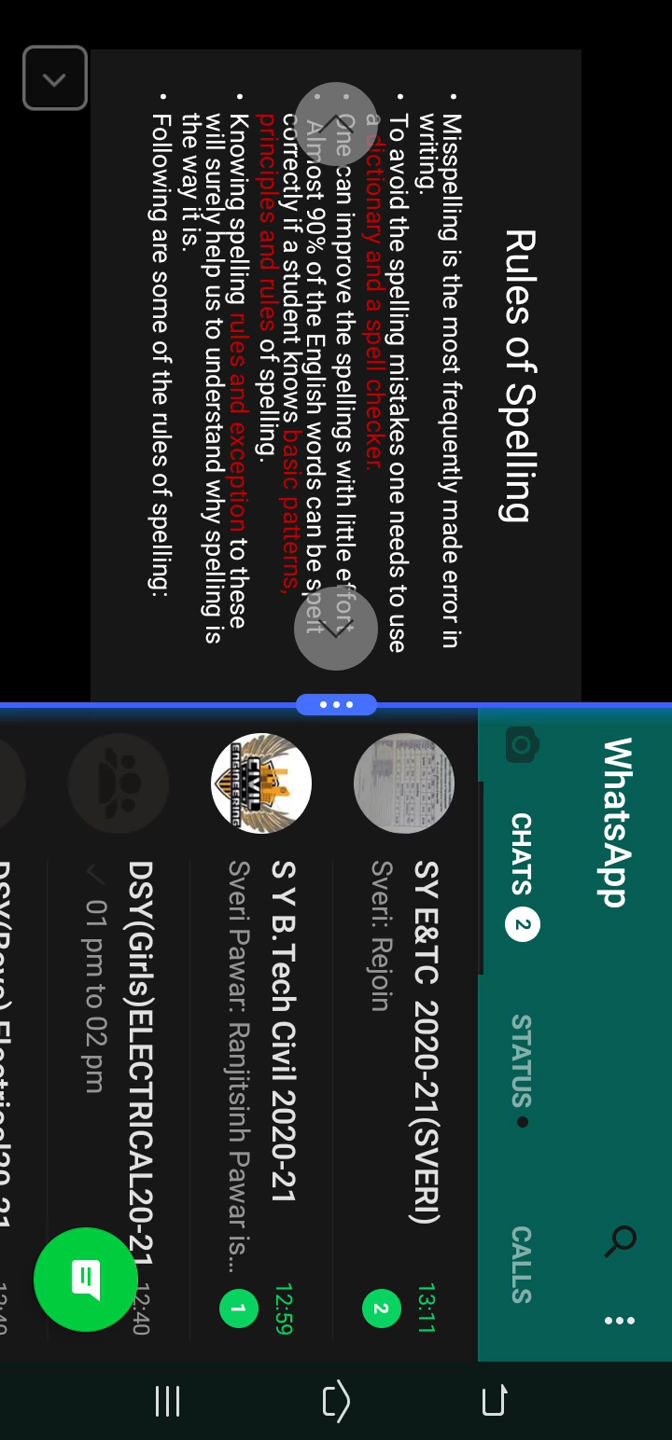 Rules of Spelling
• Misspelling is the most frequently made error in
writing.
• To avoid the spelling mistakes one needs to use
a dictionary and a spell checker.
• One can improve the spellings with little effort
• Almost 90% of the English words can be spelt
correctly if a student knows basic patterns,
principles and rules of spelling.
• Knowing spelling rules and exception to these
will surely help us to understand why spelling is
the way it is.
• Following are some of the rules of spelling:
WhatsApp
CHATS 2 STATUS • CALLS
SY E&TC 2020-21(SVERI) 13:11
Sveri: Rejoin 2
CIVIL
ENGINEERING
S Y B.Tech Civil 2020-21 12:59
Sveri Pawar: Ranjitsinh Pawar is... 1
DSY(Girls)ELECTRICAL20-21 12:40
01 pm to 02 pm